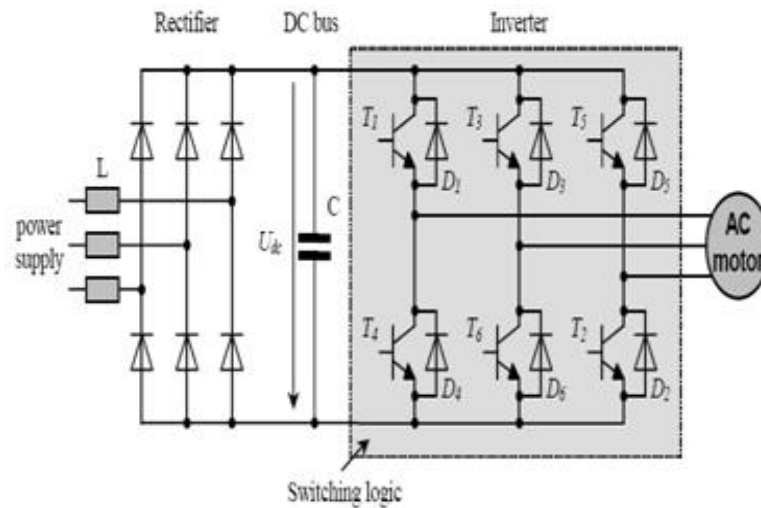 Rectifier DC bus Inverter
T1 T3 T5
D1 D3 D5
L
C
power
supply
Udc
AC
motor
T4 T6 T2
D4 D6 D2
Switching logic